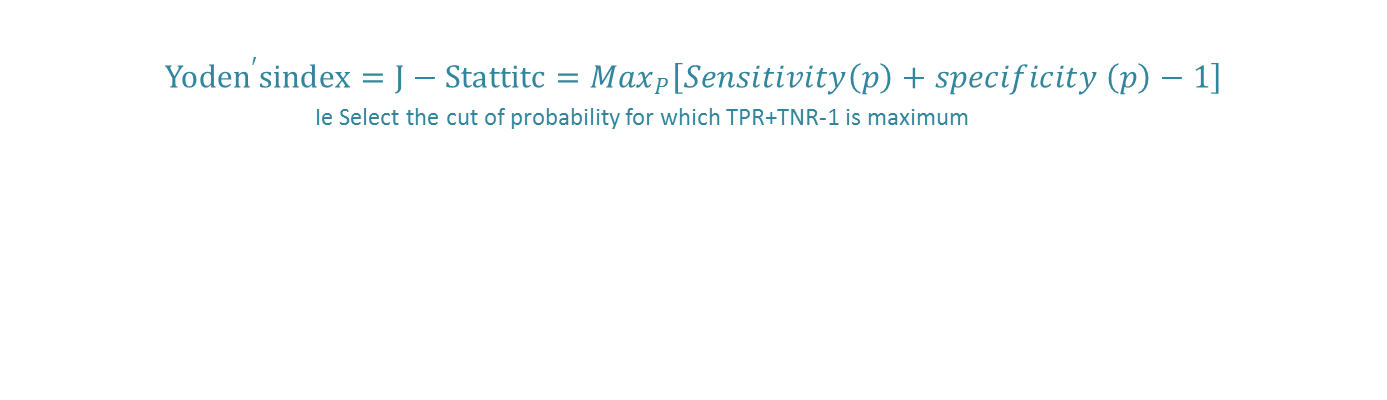 Yoden′sindex = J − Stattitc = Max_P[Sensitivity(p) + specificity (p) − 1]
Ie Select the cut of probability for which TPR+TNR-1 is maximum